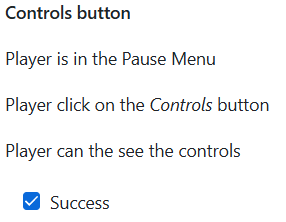 Controls button
Player is in the Pause Menu
Player click on the Controls button
Player can the see the controls
Success